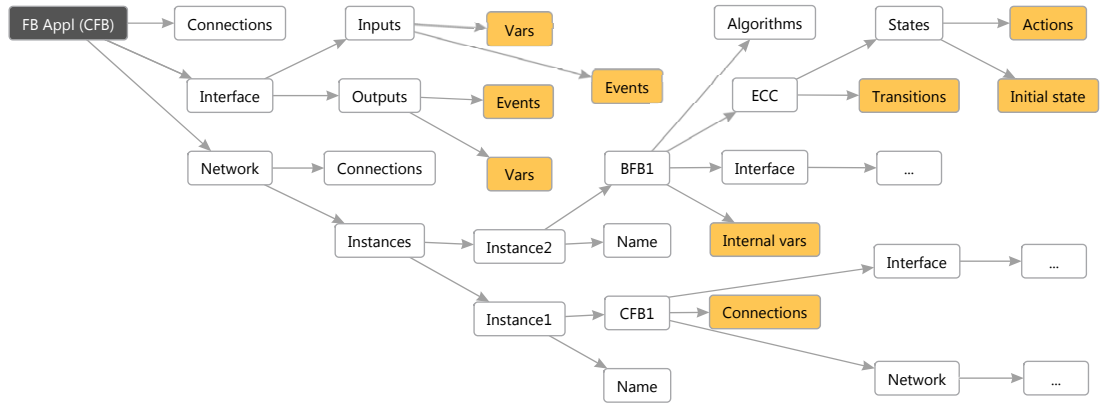 FB Appl (CFB)
Connections
Inputs
Vars
Algorithms
States
Actions
Interface
Outputs
Events
Events
ECC
Transitions
Initial state
Network
Connections
Vars
BFB1
Interface
...
Instances
Instance2
Name
Internal vars
Interface
...
Instance1
CFB1
Connections
Name
Network
...